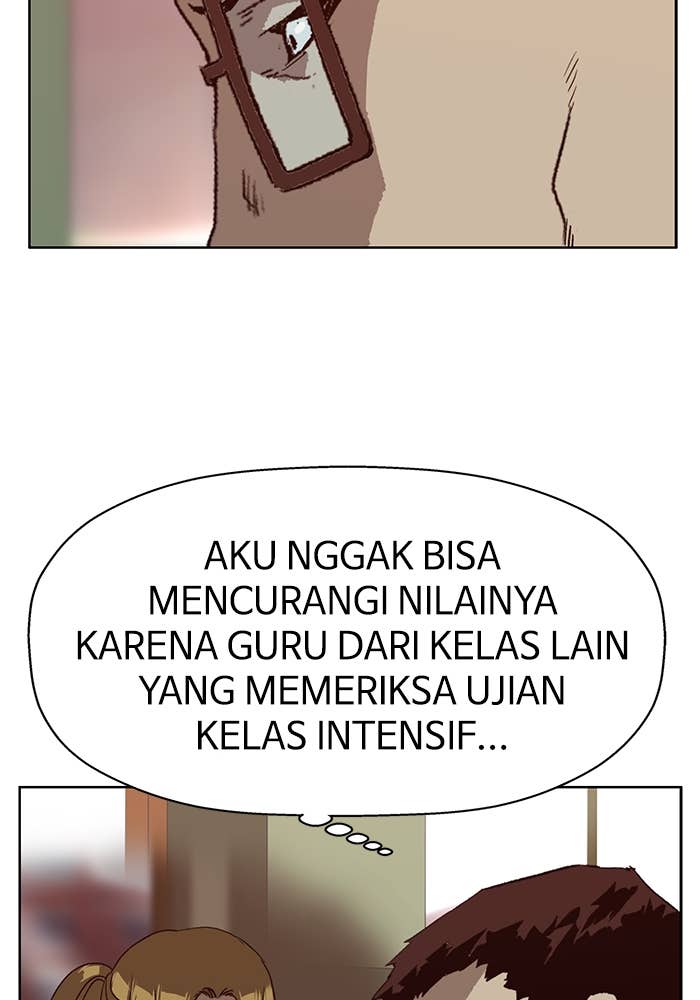 AKU NGGAK BISA
MENCURANGI NILAINYA
KARENA GURU DARI KELAS LAIN
YANG MEMERIKSA UJIAN
KELAS INTENSIF...